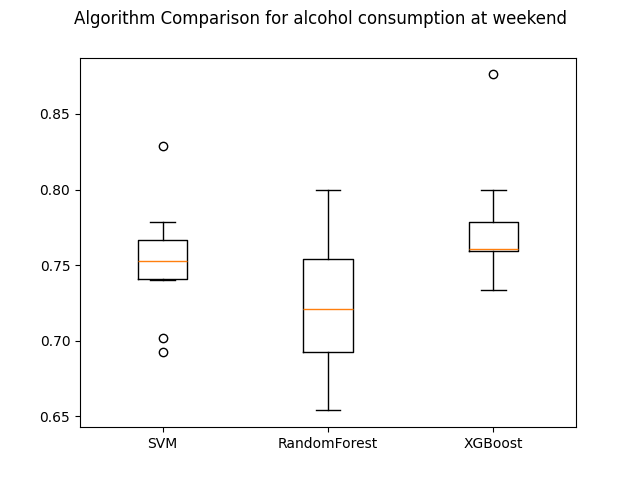 Algorithm Comparison for alcohol consumption at weekend
0.85
0.80
0.75
0.70
0.65
SVM RandomForest XGBoost